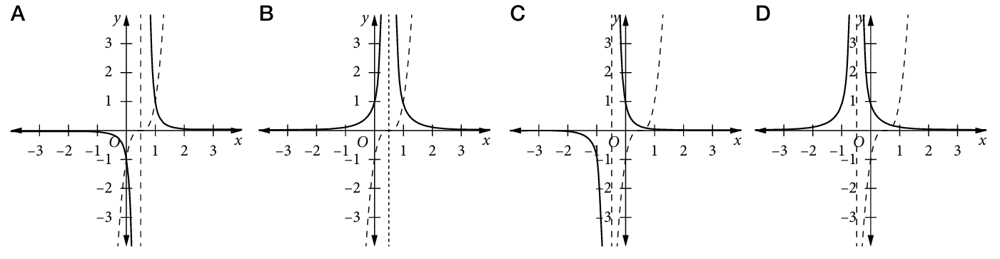 A B C D
y y y y
3 3 3 3
2 2 2 2
1 1 1 1
O x O x O x O x
–3 –2 –1 1 2 3 –3 –2 –1 1 2 3 –3 –2 –1 1 2 3 –3 –2 –1 1 2 3
–1 –1 –1 –1
–2 –2 –2 –2
–3 –3 –3 –3